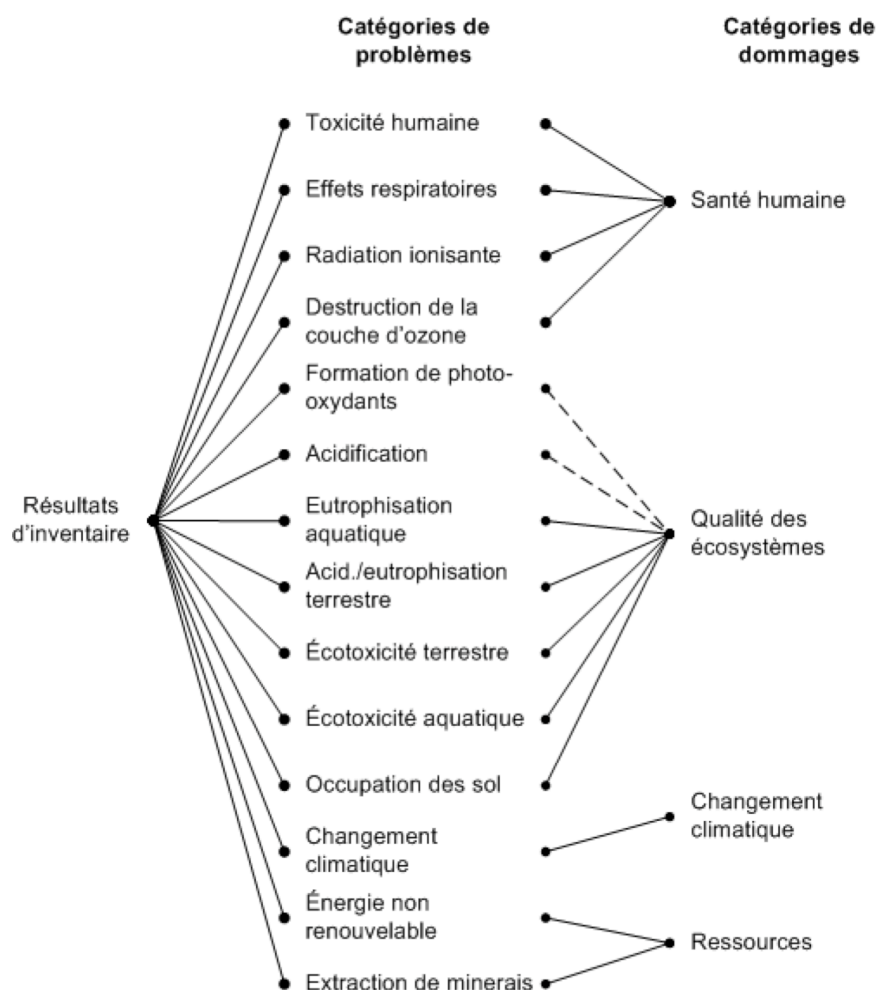 Catégories de
problèmes
Catégories de
dommages
Toxicité humaine
Effets respiratoires
Santé humaine
Radiation ionisante
Destruction de la
couche d'ozone
Formation de photo-
oxydants
Acidification
Résultats
d'inventaire
Eutrophisation
aquatique
Qualité des
écosystèmes
Acid./eutrophisation
terrestre
Écotoxicité terrestre
Écotoxicité aquatique
Occupation des sol
Changement
climatique
Changement
climatique
Énergie non
renouvelable
Ressources
Extraction de minerais